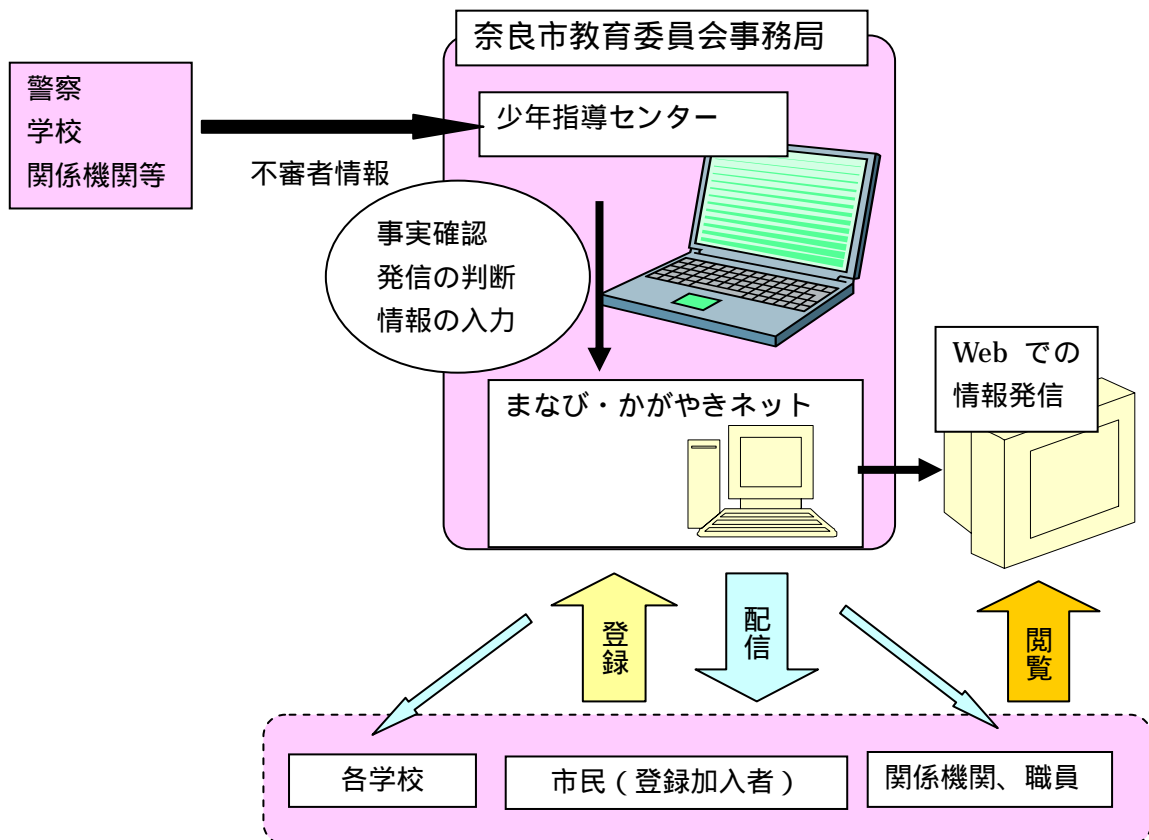 奈良市教育委員会事務局
警察
学校
関係機関等
少年指導センター
不審者情報
事実確認
発信の判断
情報の入力
Web での
情報発信
まなび・かがやきネット
登録
配信
閲覧
各学校
市民（登録加入者）
関係機関、職員